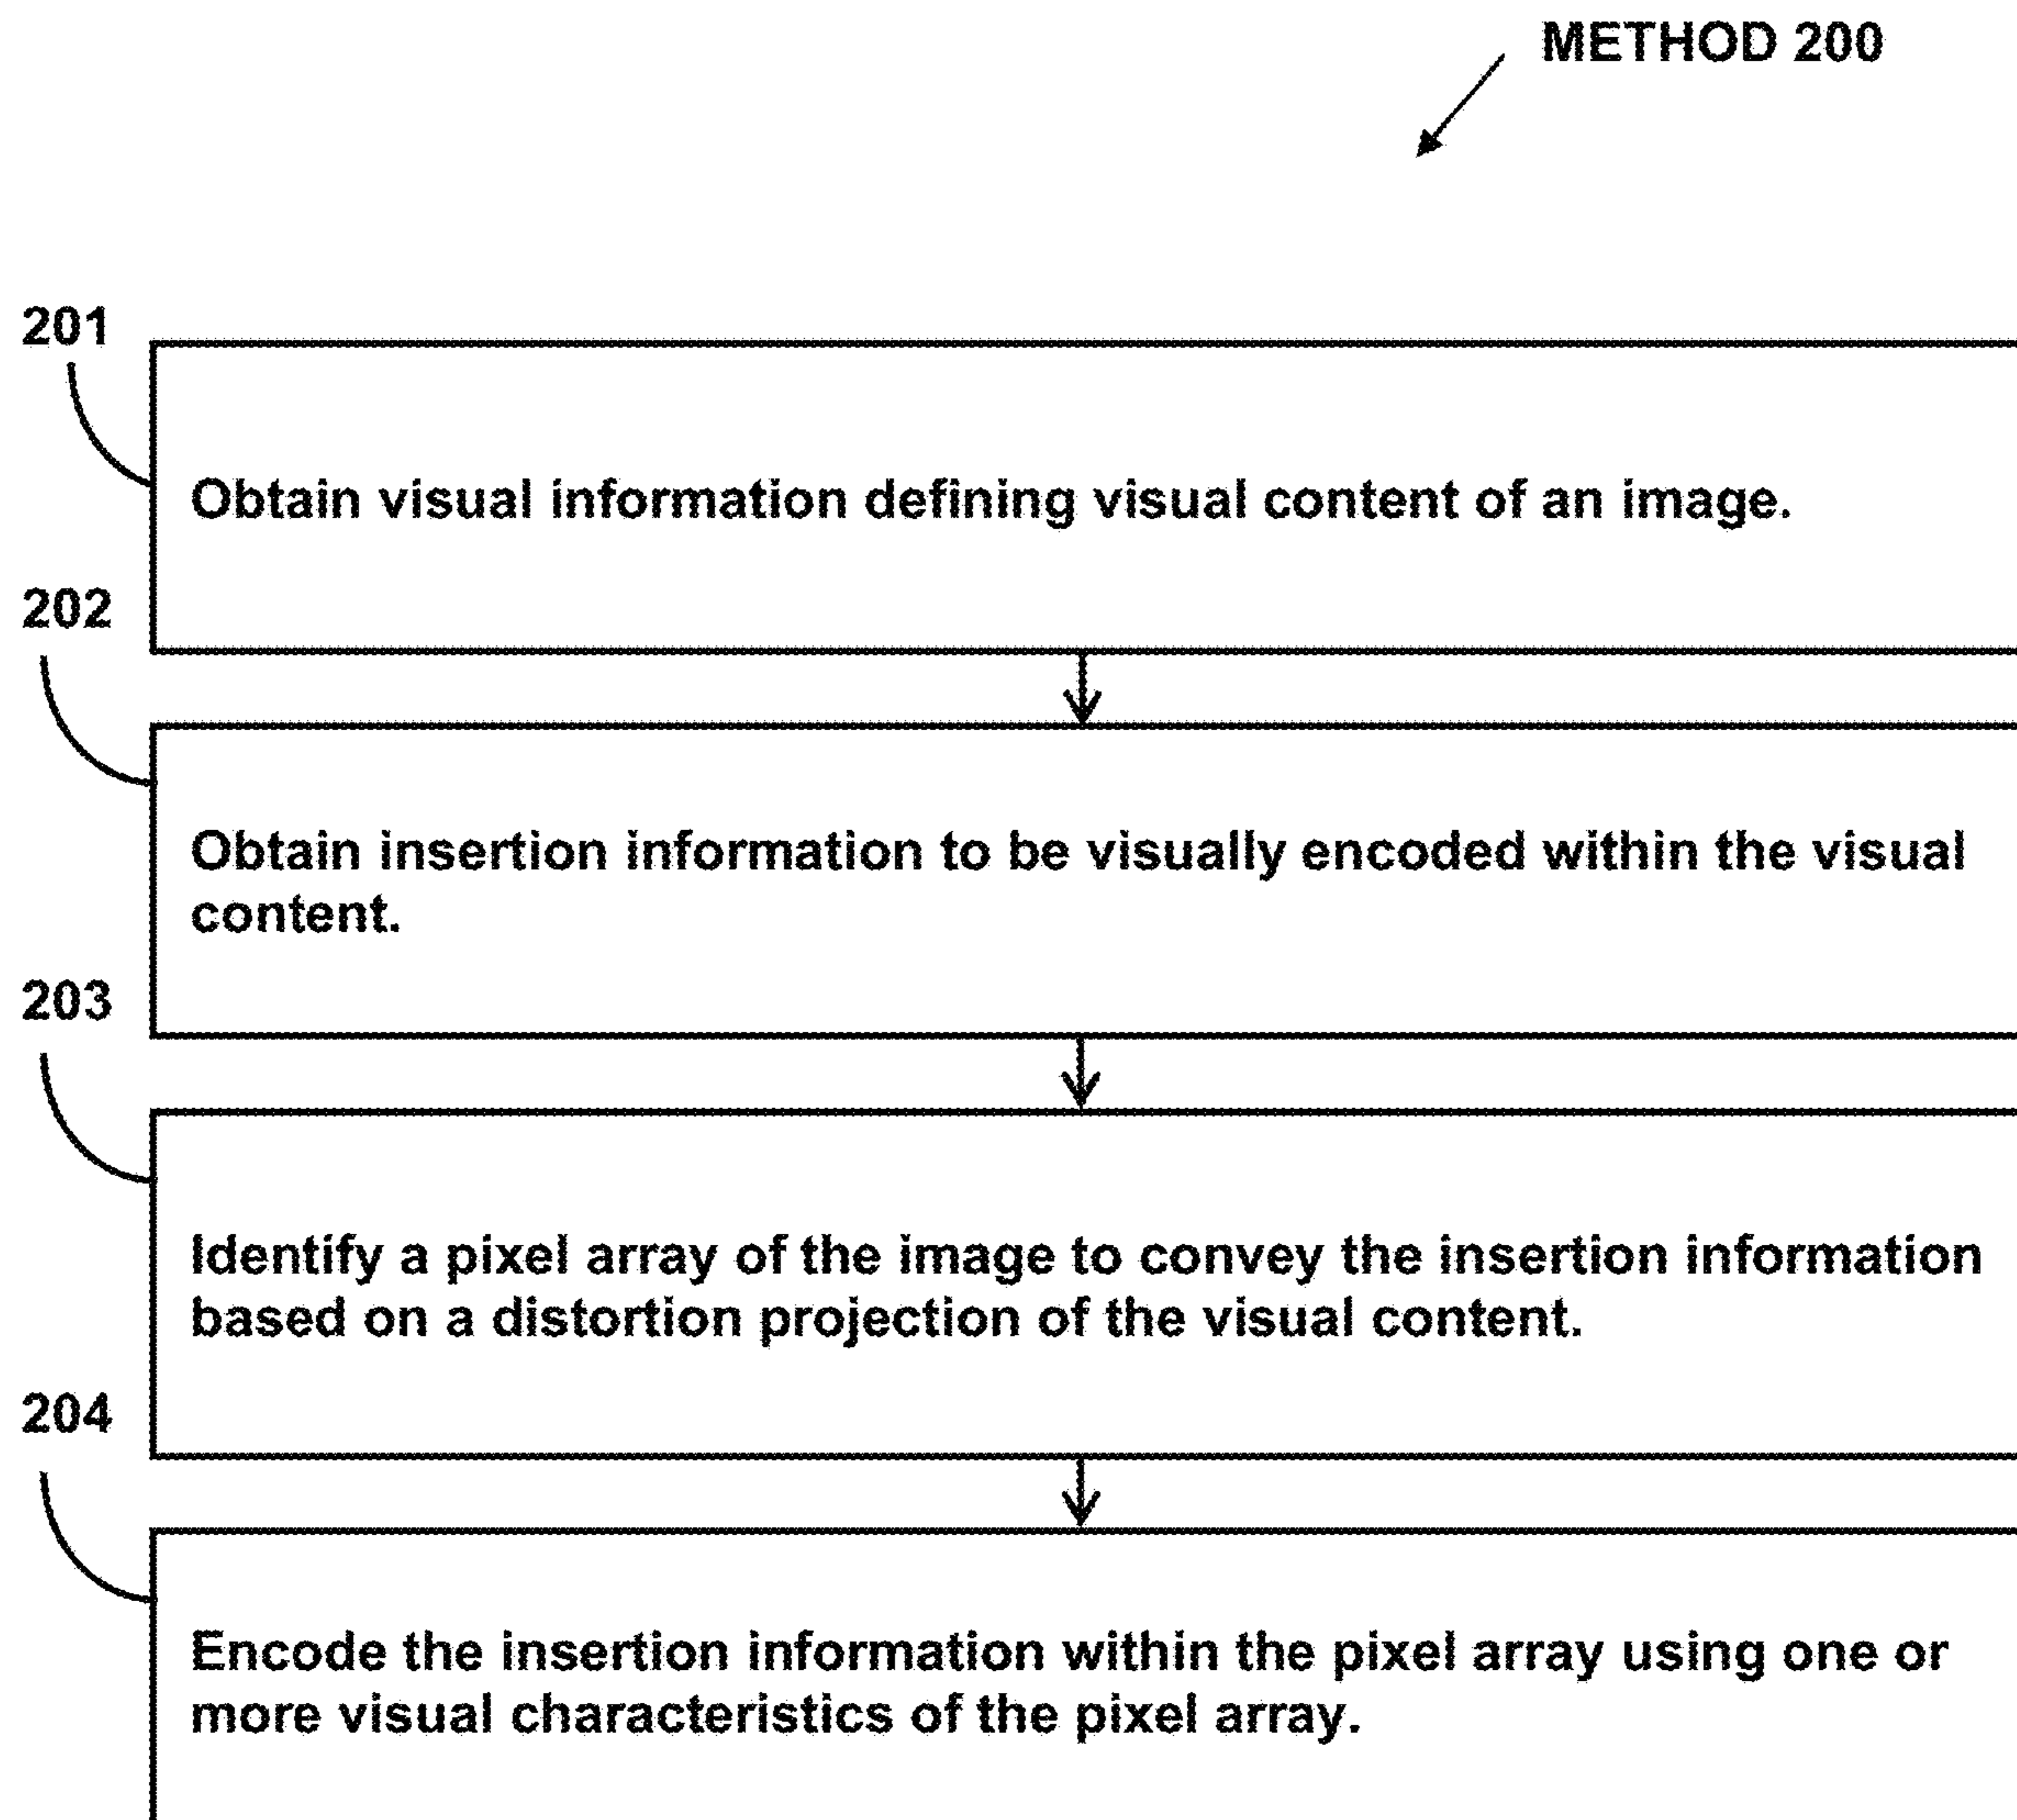 METHOD 200
201
Obtain visual information defining visual content of an image.
202
Obtain insertion information to be visually encoded within the visual
content.
203
Identify a pixel array of the image to convey the insertion information
based on a distortion projection of the visual content.
204
Encode the insertion information within the pixel array using one or
more visual characteristics of the pixel array.